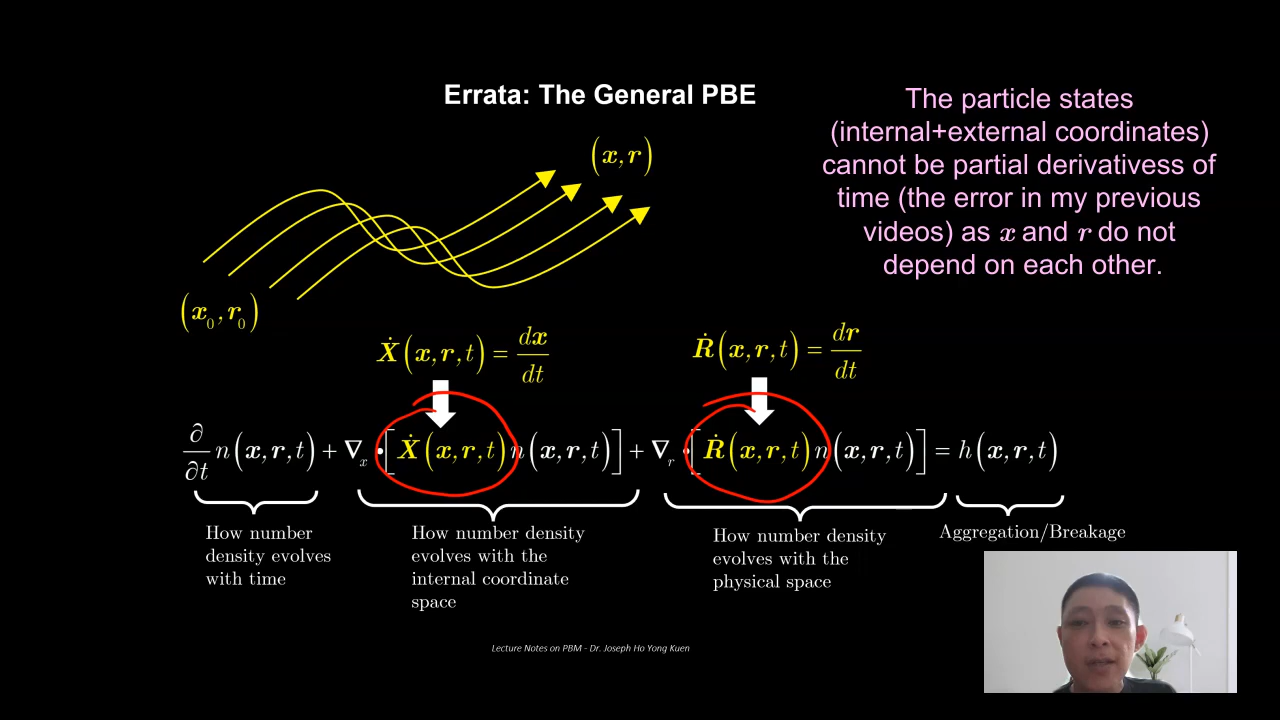 Errata: The General PBE
The particle states
(internal+external coordinates)
cannot be partial derivativess of
time (the error in my previous
videos) as x and r do not
depend on each other.
(x,r)
(x₀,r₀)
Ẋ(x,r,t) = dx/dt
Ṙ(x,r,t) = dr/dt
∂/∂t n(x,r,t) + ∇ₓ •[Ẋ(x,r,t)n(x,r,t)] + ∇ᵣ •[Ṙ(x,r,t)n(x,r,t)] = h(x,r,t)
How number
density evolves
with time
How number density
evolves with the
internal coordinate
space
How number density
evolves with the
physical space
Aggregation/Breakage
Lecture Notes on PBM - Dr. Joseph Ho Yong Kuen